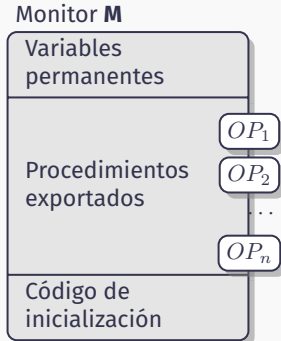 Monitor M
Variables
permanentes
OP₁
Procedimientos
exportados
OP₂
...
OPₙ
Código de
inicialización